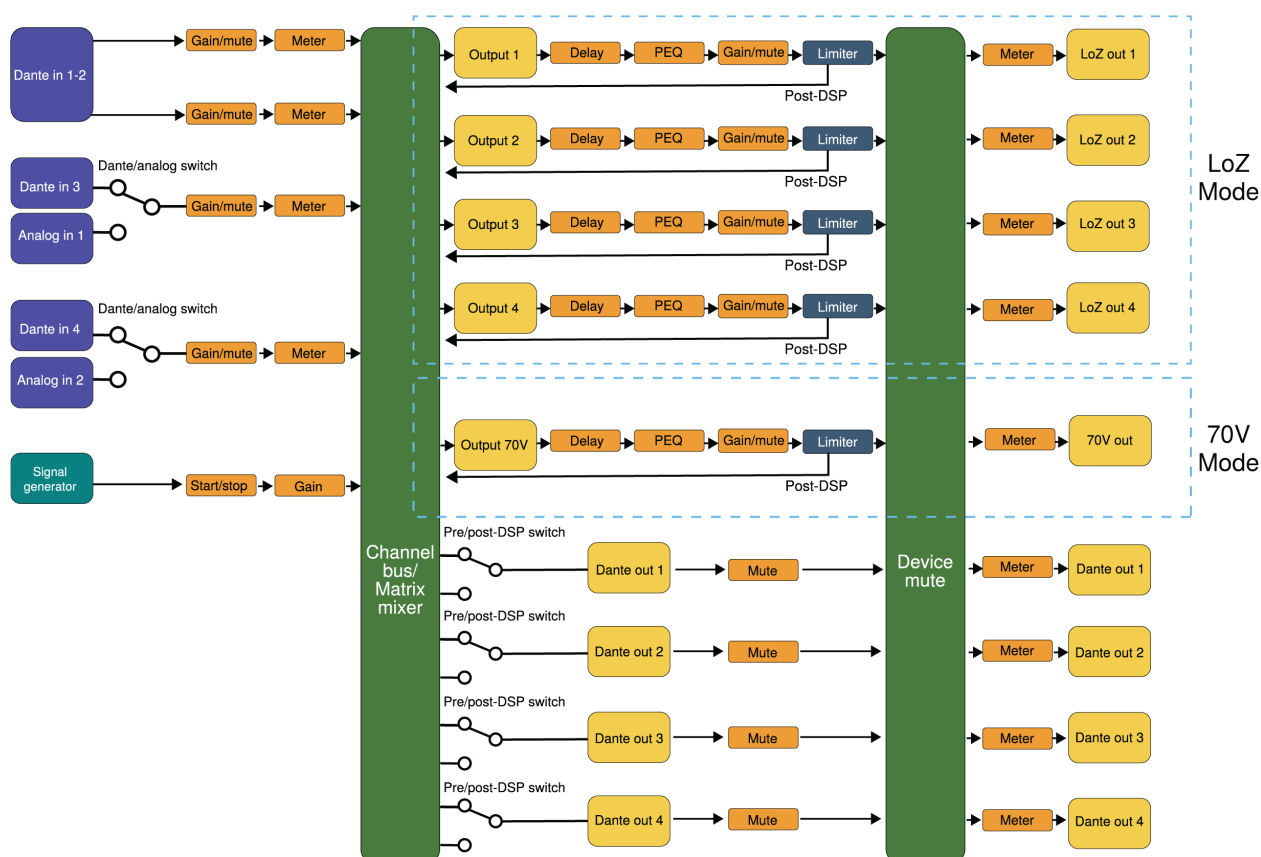 Dante in 1-2
Gain/mute
Meter
Gain/mute
Meter
Dante/analog switch
Dante in 3
Analog in 1
Gain/mute
Meter
Dante/analog switch
Dante in 4
Analog in 2
Gain/mute
Meter
Signal
generator
Start/stop
Gain
Channel
bus/
Matrix
mixer
Output 1
Delay
PEQ
Gain/mute
Limiter
Post-DSP
Output 2
Delay
PEQ
Gain/mute
Limiter
Post-DSP
Output 3
Delay
PEQ
Gain/mute
Limiter
Post-DSP
Output 4
Delay
PEQ
Gain/mute
Limiter
Post-DSP
Output 70V
Delay
PEQ
Gain/mute
Limiter
Post-DSP
Pre/post-DSP switch
Dante out 1
Mute
Pre/post-DSP switch
Dante out 2
Mute
Pre/post-DSP switch
Dante out 3
Mute
Pre/post-DSP switch
Dante out 4
Mute
Device
mute
Meter
LoZ out 1
Meter
LoZ out 2
Meter
LoZ out 3
Meter
LoZ out 4
LoZ
Mode
Meter
70V out
70V
Mode
Meter
Dante out 1
Meter
Dante out 2
Meter
Dante out 3
Meter
Dante out 4